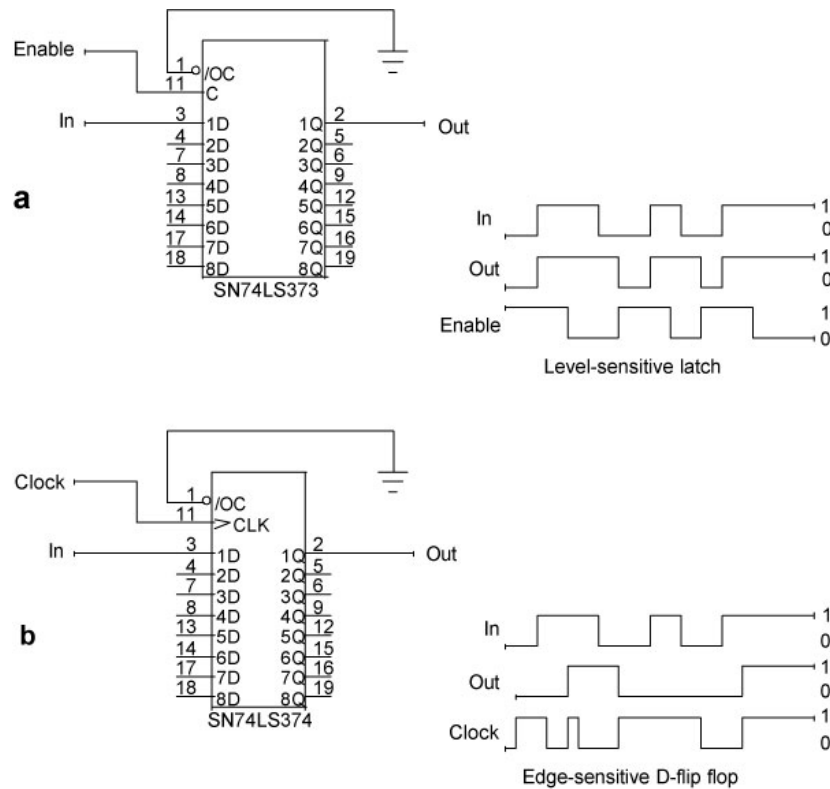 Enable
1
/OC
11
C
In
3
1D
1Q
2
Out
4
2D
2Q
5
7
3D
3Q
6
8
4D
4Q
9
a
13
5D
5Q
12
14
6D
6Q
15
17
7D
7Q
16
18
8D
8Q
19
SN74LS373
In
1
0
Out
1
0
Enable
1
0
Level-sensitive latch
Clock
1
/OC
11
CLK
In
3
1D
1Q
2
Out
4
2D
2Q
5
7
3D
3Q
6
8
4D
4Q
9
b
13
5D
5Q
12
14
6D
6Q
15
17
7D
7Q
16
18
8D
8Q
19
SN74LS374
In
1
0
Out
1
0
Clock
1
0
Edge-sensitive D-flip flop